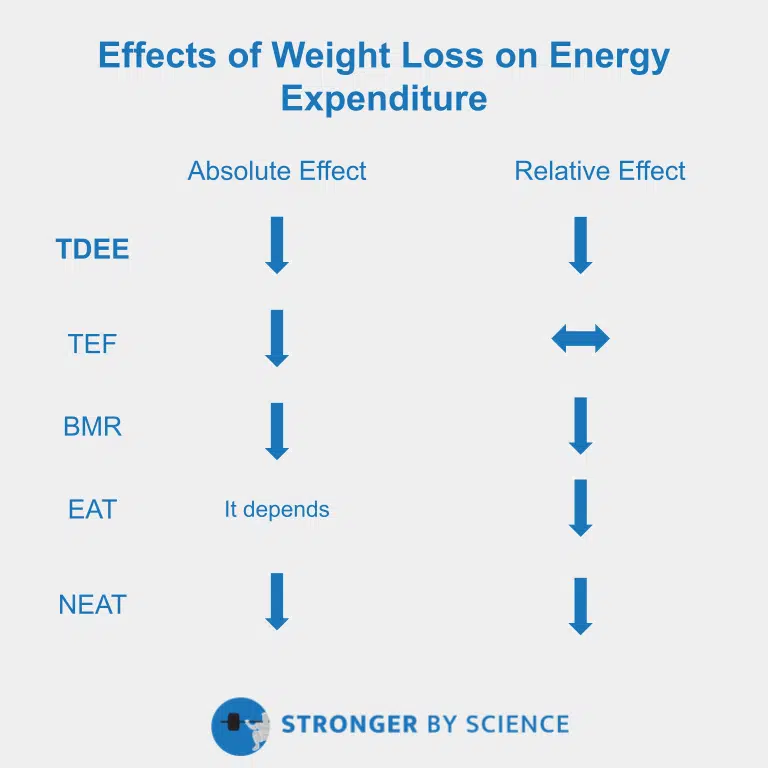 Effects of Weight Loss on Energy
Expenditure
Absolute Effect
Relative Effect
TDEE
TEF
BMR
EAT
It depends
NEAT
STRONGER BY SCIENCE